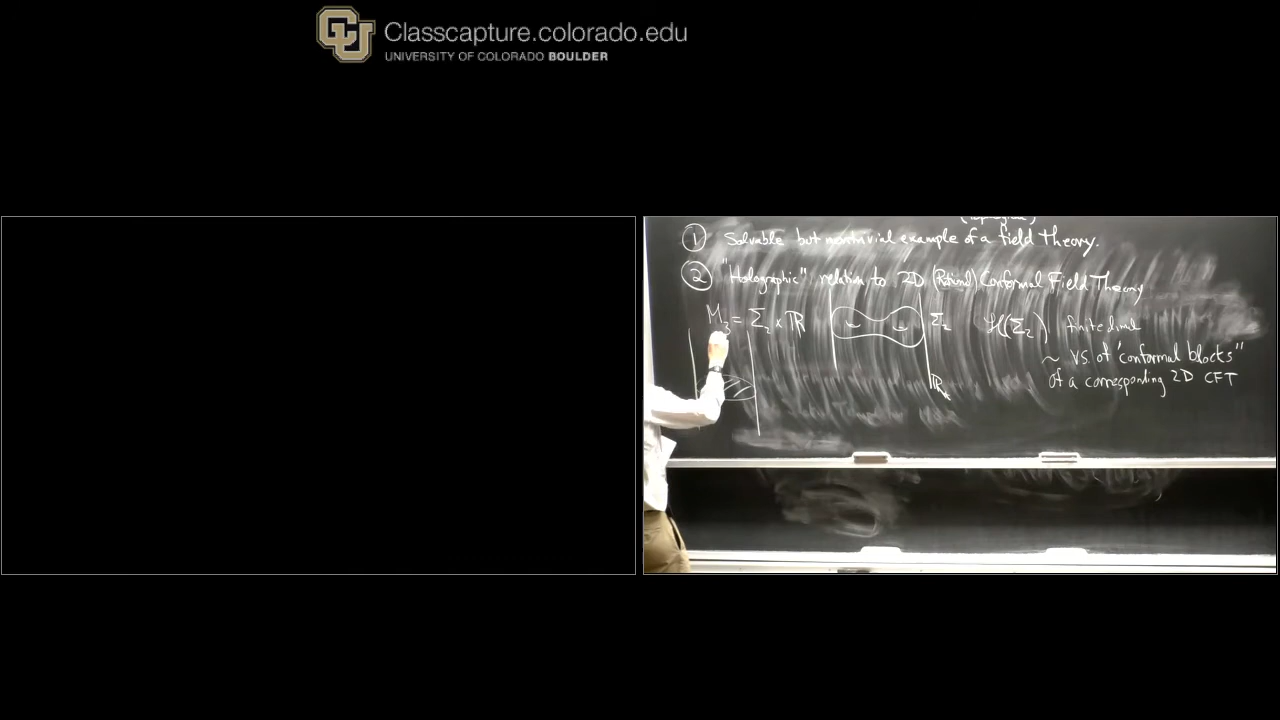 Classcapture.colorado.edu
UNIVERSITY OF COLORADO BOULDER
① Solvable but nontrivial example of a field theory.
② "Holographic" relation to 2D (Rational) Conformal Field Theory
M₃ = Σ₂ × ℝ Σ₂ ℋ(Σ₂) finite diml
~ VS. of "conformal blocks"
ℝ of a corresponding 2D CFT